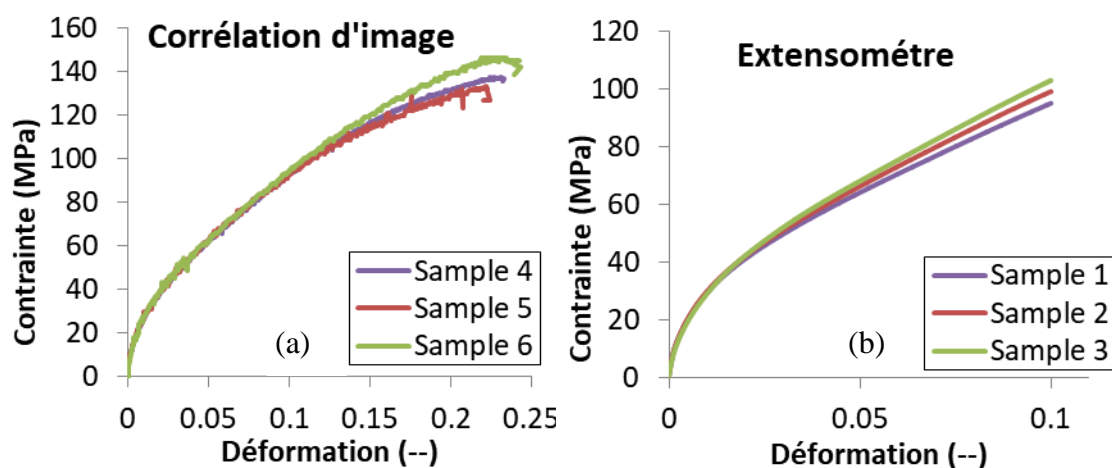 Corrélation d'image
Contrainte (MPa)
160
140
120
100
80
60
40
20
0
(a)
Sample 4
Sample 5
Sample 6
0 0.05 0.1 0.15 0.2 0.25
Déformation (--)
Extensométre
Contrainte (MPa)
120
100
80
60
40
20
0
(b)
Sample 1
Sample 2
Sample 3
0 0.05 0.1
Déformation (--)